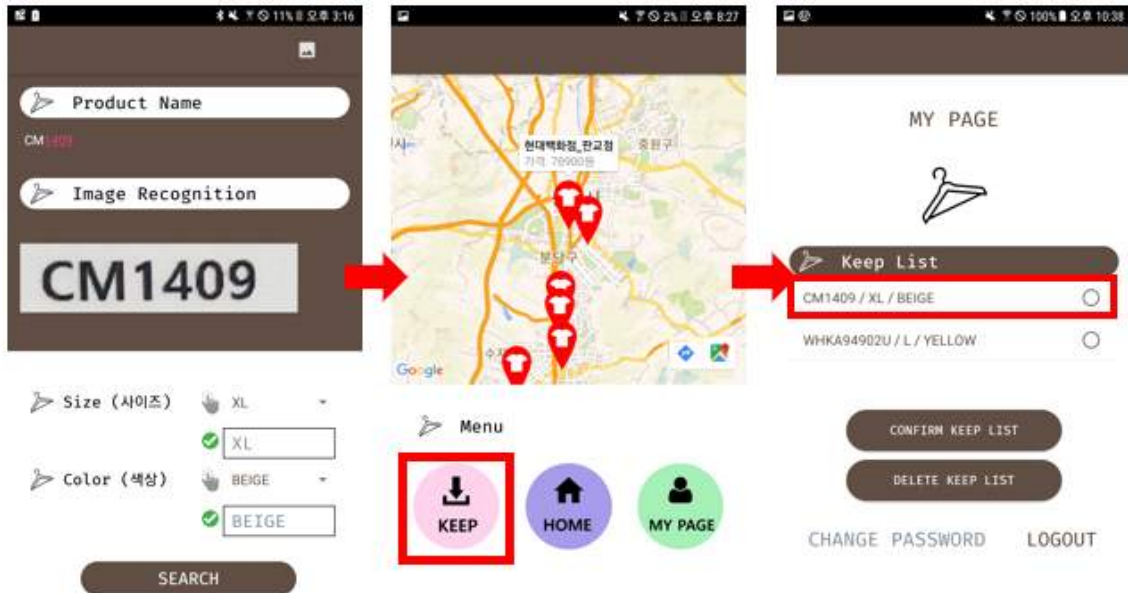 11% 오후 3:16
Product Name
CM1409
Image Recognition
CM1409
Size (사이즈)
XL
XL
Color (색상)
BEIGE
BEIGE
SEARCH
2% 오후 8:27
현대백화점_판교점
가격 78900원
중원구
분당구
수지
Google
Menu
KEEP
HOME
MY PAGE
100% 오후 10:38
MY PAGE
Keep List
CM1409 / XL / BEIGE
WHKA94902U / L / YELLOW
CONFIRM KEEP LIST
DELETE KEEP LIST
CHANGE PASSWORD
LOGOUT